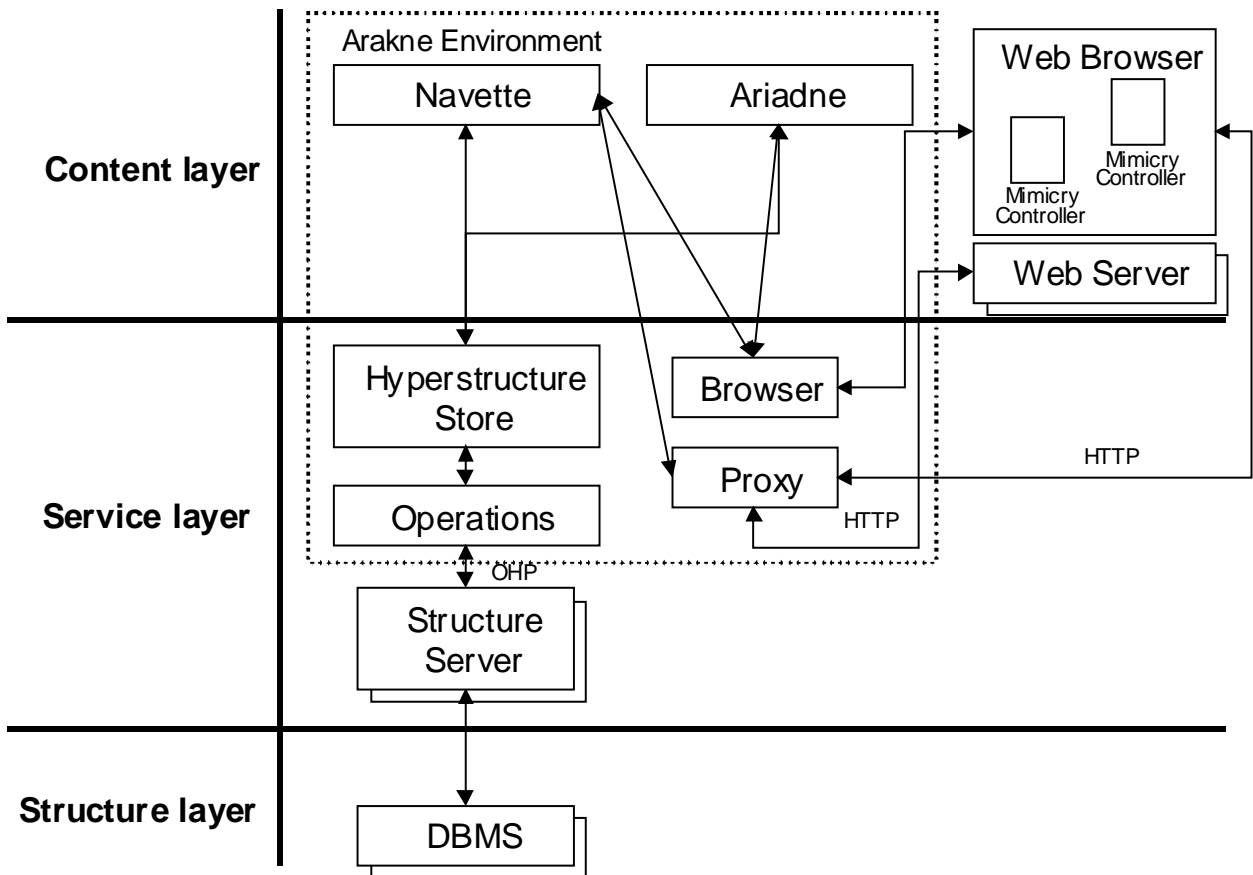 Arakne Environment
Navette
Ariadne
Web Browser
Mimicry
Controller
Mimicry
Controller
Content layer
Web Server
Hyperstructure
Store
Browser
HTTP
Proxy
Service layer
Operations
HTTP
OHP
Structure
Server
Structure layer
DBMS